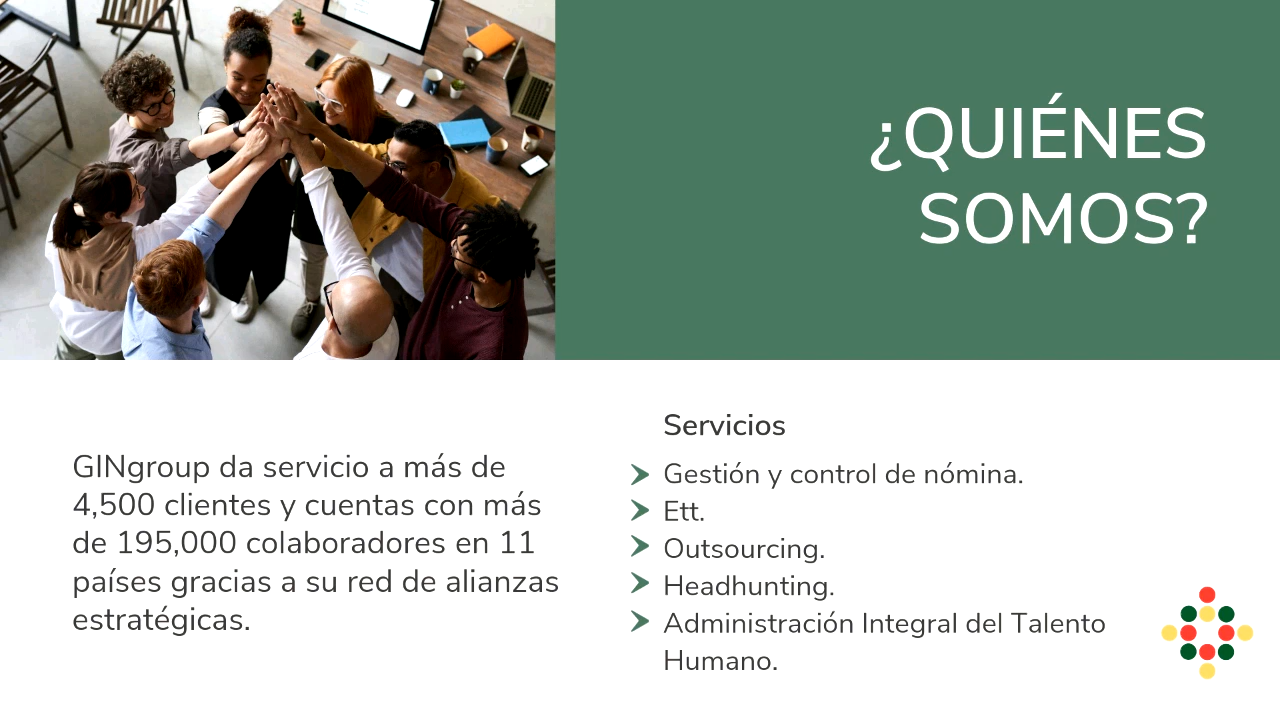 ¿QUIÉNES
SOMOS?
GINgroup da servicio a más de
4,500 clientes y cuentas con más
de 195,000 colaboradores en 11
países gracias a su red de alianzas
estratégicas.
Servicios
Gestión y control de nómina.
Ett.
Outsourcing.
Headhunting.
Administración Integral del Talento
Humano.